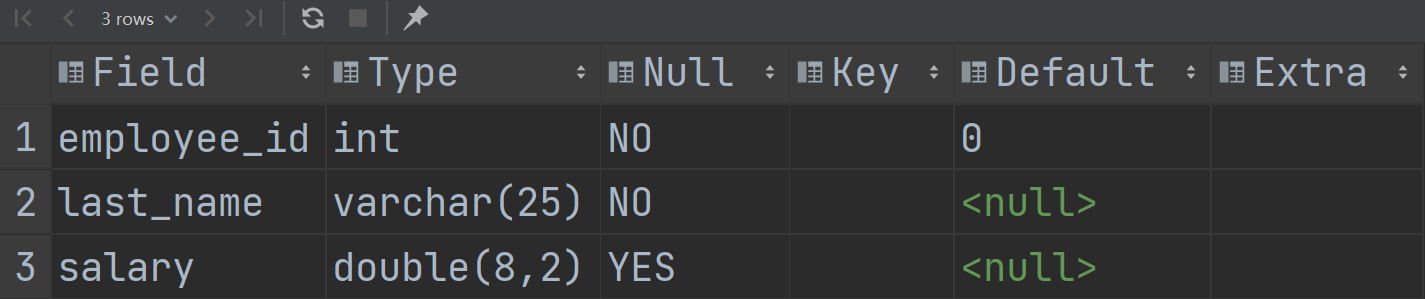 3 rows
Field Type Null Key Default Extra
1 employee_id int NO 0
2 last_name varchar(25) NO <null>
3 salary double(8,2) YES <null>